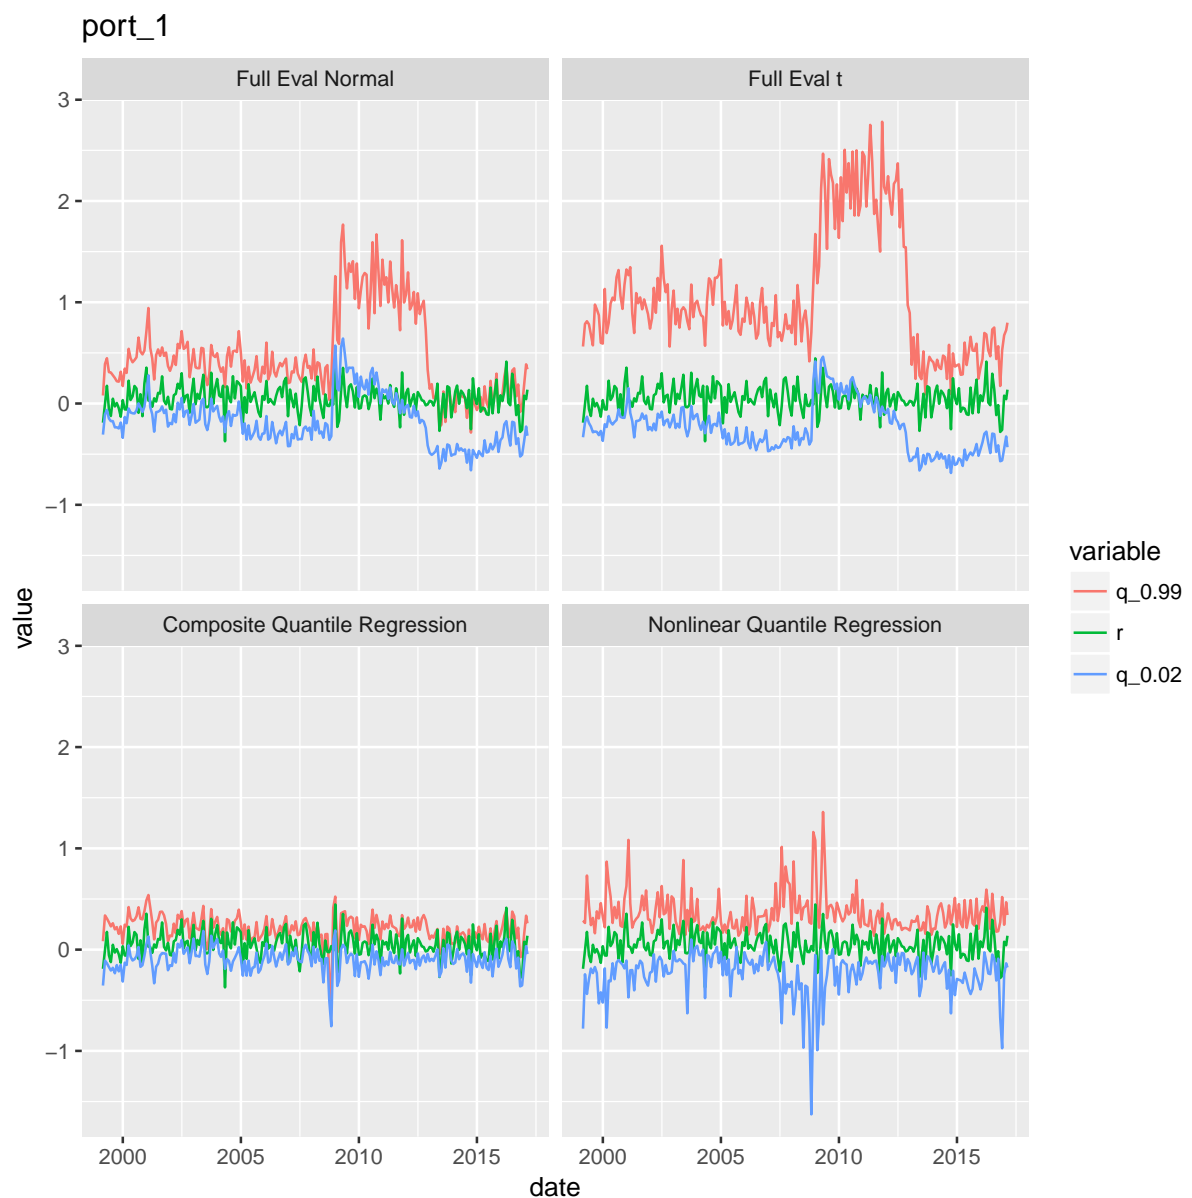 port_1
Full Eval Normal
Full Eval t
3
2
1
0
−1
Composite Quantile Regression
Nonlinear Quantile Regression
3
2
1
0
−1
2000
2005
2010
2015
2000
2005
2010
2015
date
value
variable
q_0.99
r
q_0.02